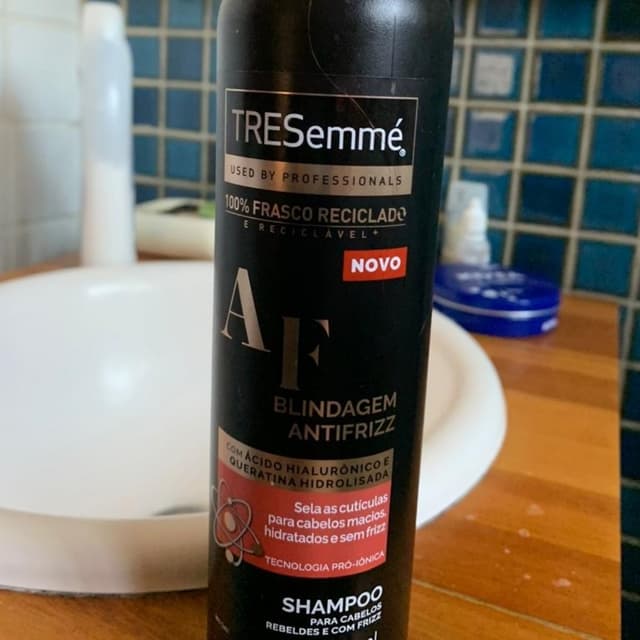 TRESemmé
USED BY PROFESSIONALS
100% FRASCO RECICLADO
E RECICLÁVEL+
NOVO
AF
BLINDAGEM
ANTIFRIZZ
COM ÁCIDO HIALURÔNICO E
QUERATINA HIDROLISADA
Sela as cutículas
para cabelos macios,
hidratados e sem frizz
TECNOLOGIA PRÓ-IÔNICA
SHAMPOO
PARA CABELOS
REBELDES E COM FRIZZ